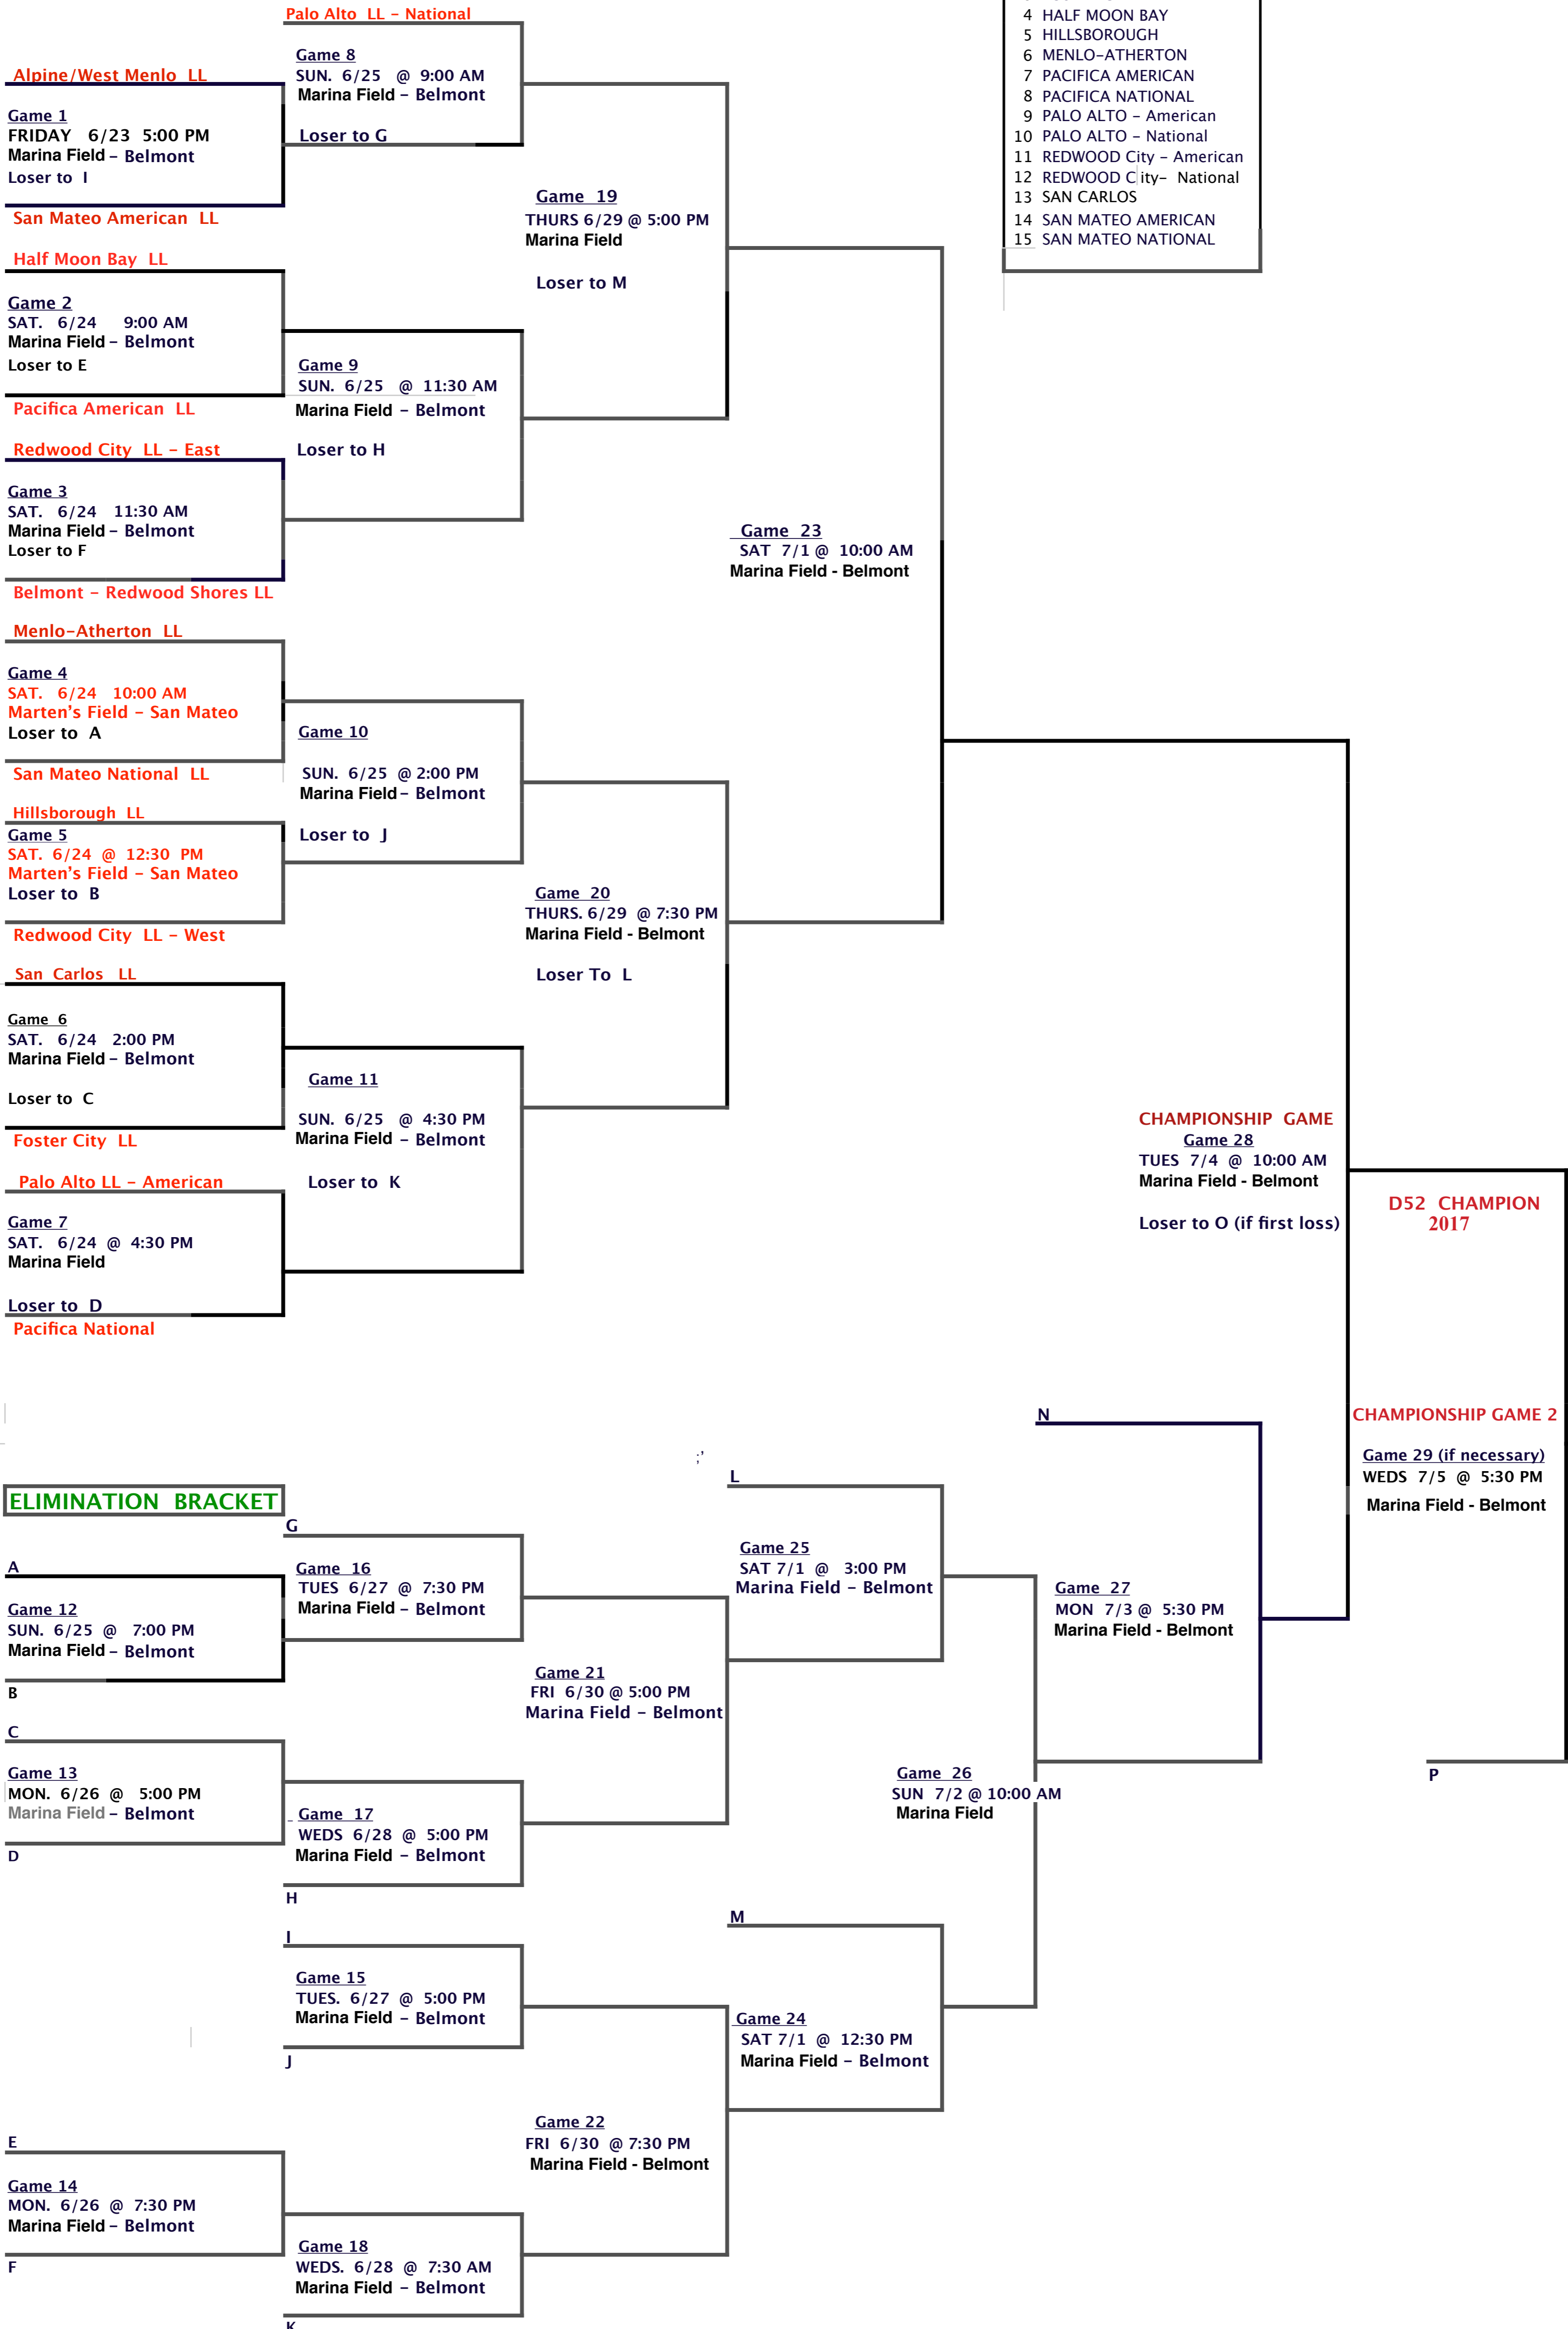 Palo Alto LL - National
Game 8
SUN. 6/25 @ 9:00 AM
Marina Field - Belmont
Loser to G
Alpine/West Menlo LL
Game 1
FRIDAY 6/23 5:00 PM
Marina Field - Belmont
Loser to I
San Mateo American LL
Half Moon Bay LL
Game 2
SAT. 6/24 9:00 AM
Marina Field - Belmont
Loser to E
Pacifica American LL
Game 9
SUN. 6/25 @ 11:30 AM
Marina Field - Belmont
Loser to H
Redwood City LL - East
Game 3
SAT. 6/24 11:30 AM
Marina Field - Belmont
Loser to F
Belmont - Redwood Shores LL
Menlo-Atherton LL
Game 4
SAT. 6/24 10:00 AM
Marten's Field - San Mateo
Loser to A
San Mateo National LL
Game 10
SUN. 6/25 @ 2:00 PM
Marina Field - Belmont
Loser to J
Hillsborough LL
Game 5
SAT. 6/24 @ 12:30 PM
Marten's Field - San Mateo
Loser to B
Redwood City LL - West
San Carlos LL
Game 6
SAT. 6/24 2:00 PM
Marina Field - Belmont
Loser to C
Foster City LL
Game 11
SUN. 6/25 @ 4:30 PM
Marina Field - Belmont
Loser to K
Palo Alto LL - American
Game 7
SAT. 6/24 @ 4:30 PM
Marina Field
Loser to D
Pacifica National
Game 19
THURS 6/29 @ 5:00 PM
Marina Field
Loser to M
Game 20
THURS. 6/29 @ 7:30 PM
Marina Field - Belmont
Loser To L
Game 23
SAT 7/1 @ 10:00 AM
Marina Field - Belmont
4 HALF MOON BAY
5 HILLSBOROUGH
6 MENLO-ATHERTON
7 PACIFICA AMERICAN
8 PACIFICA NATIONAL
9 PALO ALTO - American
10 PALO ALTO - National
11 REDWOOD City - American
12 REDWOOD City- National
13 SAN CARLOS
14 SAN MATEO AMERICAN
15 SAN MATEO NATIONAL
CHAMPIONSHIP GAME
Game 28
TUES 7/4 @ 10:00 AM
Marina Field - Belmont
Loser to O (if first loss)
D52 CHAMPION
2017
CHAMPIONSHIP GAME 2
Game 29 (if necessary)
WEDS 7/5 @ 5:30 PM
Marina Field - Belmont
P
;'
ELIMINATION BRACKET
A
Game 12
SUN. 6/25 @ 7:00 PM
Marina Field - Belmont
B
C
Game 13
MON. 6/26 @ 5:00 PM
Marina Field - Belmont
D
G
Game 16
TUES 6/27 @ 7:30 PM
Marina Field - Belmont
Game 17
WEDS 6/28 @ 5:00 PM
Marina Field - Belmont
H
I
Game 15
TUES. 6/27 @ 5:00 PM
Marina Field - Belmont
J
E
Game 14
MON. 6/26 @ 7:30 PM
Marina Field - Belmont
F
Game 18
WEDS. 6/28 @ 7:30 AM
Marina Field - Belmont
K
Game 21
FRI 6/30 @ 5:00 PM
Marina Field - Belmont
Game 22
FRI 6/30 @ 7:30 PM
Marina Field - Belmont
L
Game 25
SAT 7/1 @ 3:00 PM
Marina Field - Belmont
M
Game 24
SAT 7/1 @ 12:30 PM
Marina Field - Belmont
Game 26
SUN 7/2 @ 10:00 AM
Marina Field
N
Game 27
MON 7/3 @ 5:30 PM
Marina Field - Belmont